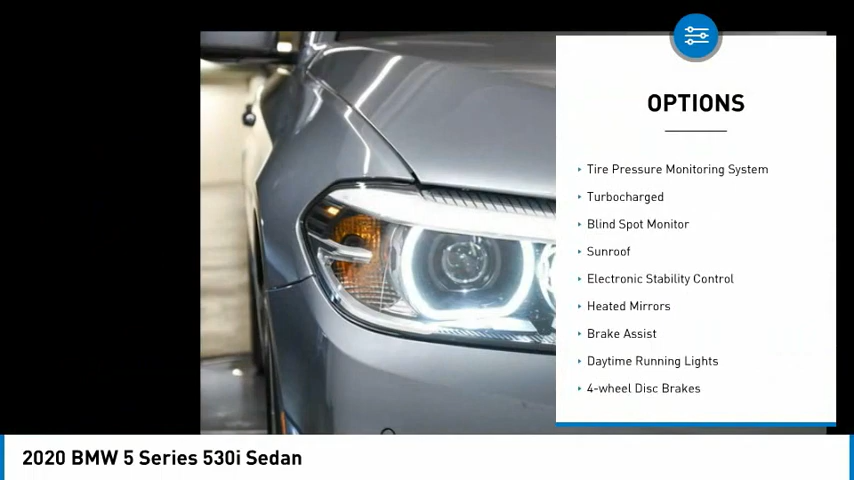 OPTIONS
Tire Pressure Monitoring System
Turbocharged
Blind Spot Monitor
Sunroof
Electronic Stability Control
Heated Mirrors
Brake Assist
Daytime Running Lights
4-wheel Disc Brakes
2020 BMW 5 Series 530i Sedan